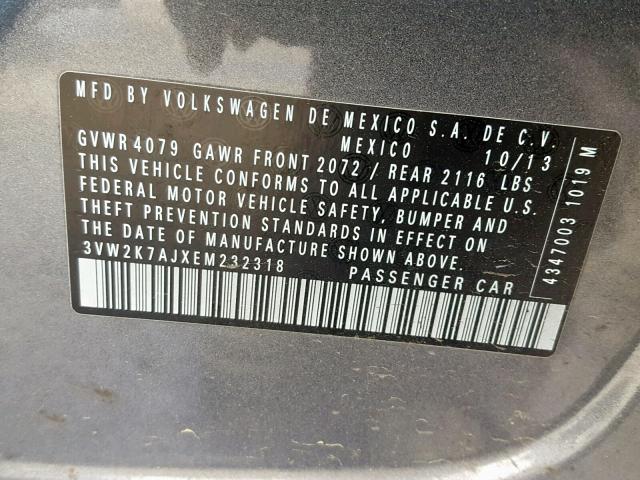 MFD BY VOLKSWAGEN DE MEXICO S.A. DE C.V.
MEXICO 10/13
GVWR 4079 GAWR FRONT 2072 / REAR 2116 LBS
THIS VEHICLE CONFORMS TO ALL APPLICABLE U.S.
FEDERAL MOTOR VEHICLE SAFETY, BUMPER AND
THEFT PREVENTION STANDARDS IN EFFECT ON
THE DATE OF MANUFACTURE SHOWN ABOVE.
3VW2K7AJXEM232318 PASSENGER CAR
4347003 1019 M